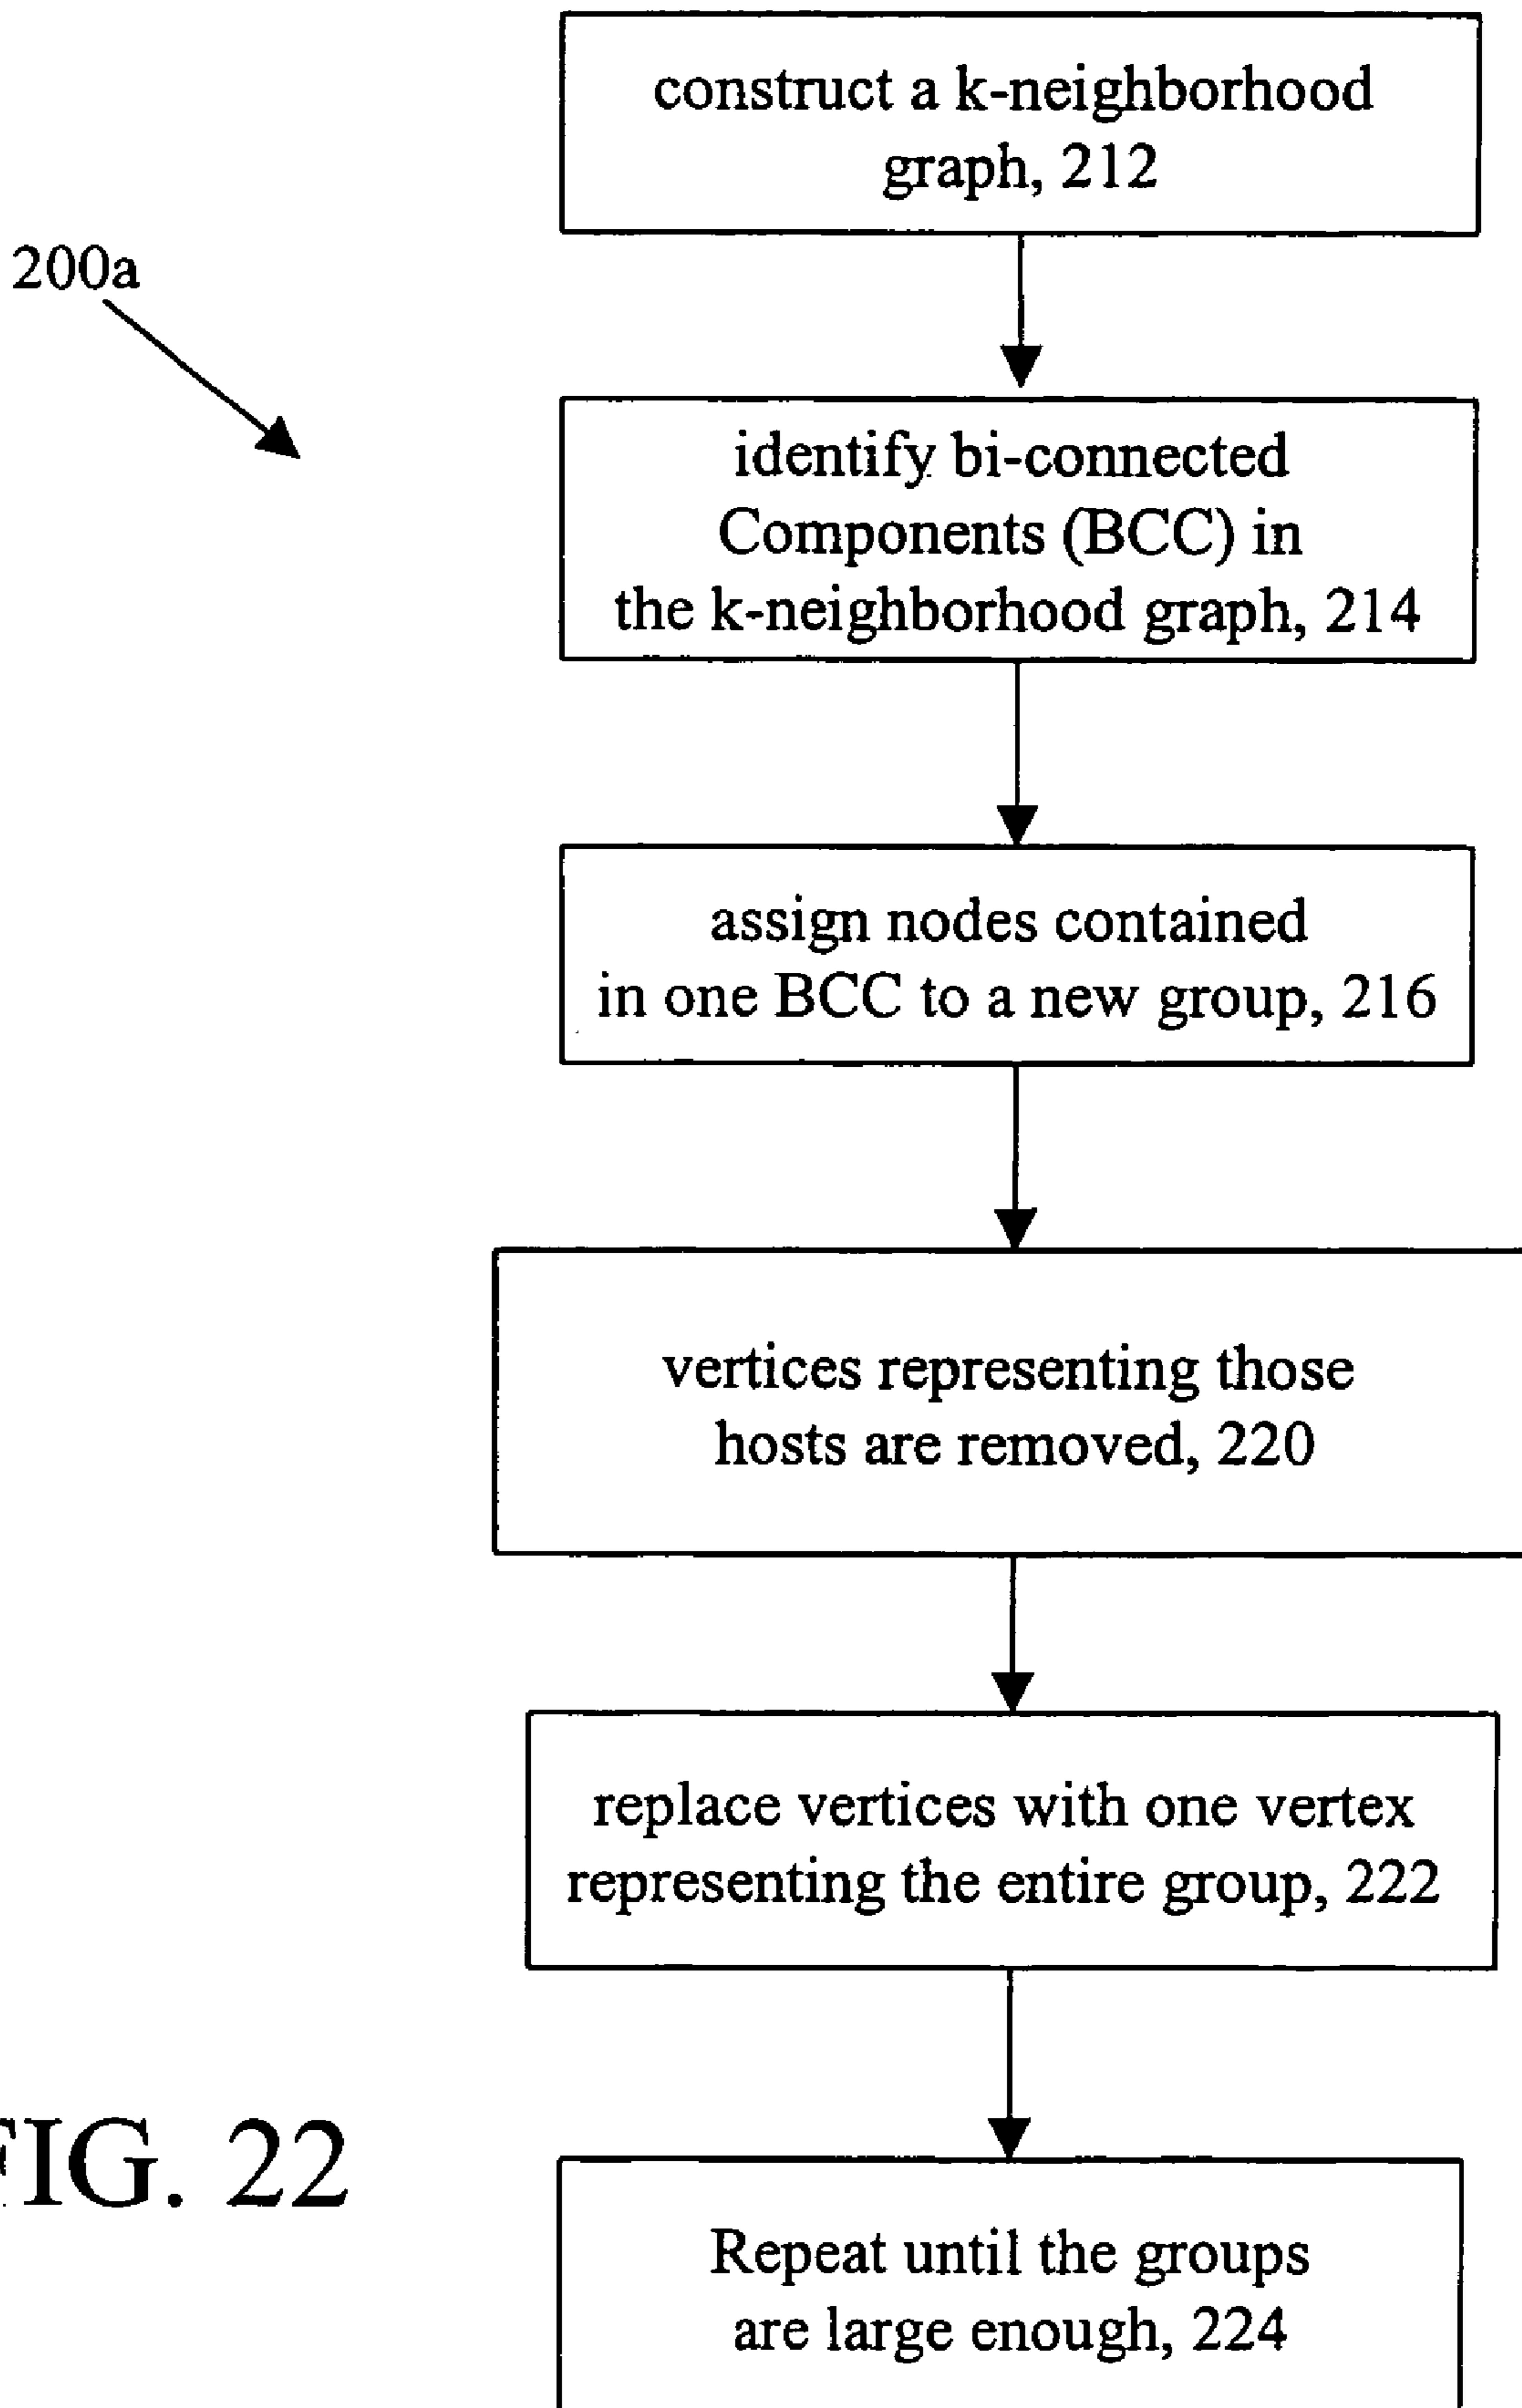 construct a k-neighborhood
graph, 212
200a
identify bi-connected
Components (BCC) in
the k-neighborhood graph, 214
assign nodes contained
in one BCC to a new group, 216
vertices representing those
hosts are removed, 220
replace vertices with one vertex
representing the entire group, 222
FIG. 22
Repeat until the groups
are large enough, 224